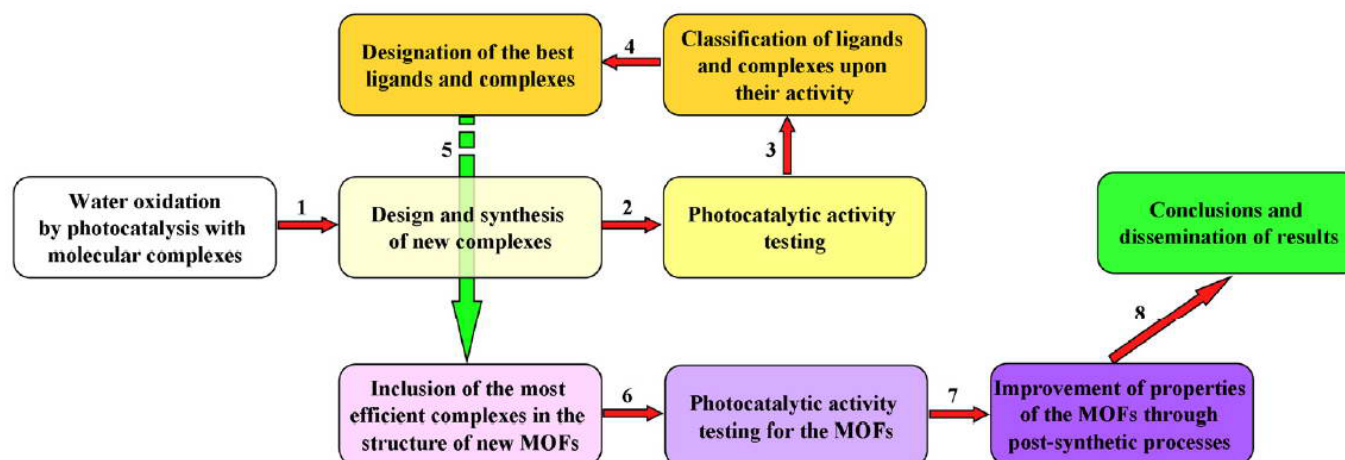 Designation of the best
ligands and complexes
4
Classification of ligands
and complexes upon
their activity
5
3
Water oxidation
by photocatalysis with
molecular complexes
1
Design and synthesis
of new complexes
2
Photocatalytic activity
testing
Conclusions and
dissemination of results
8
Inclusion of the most
efficient complexes in the
structure of new MOFs
6
Photocatalytic activity
testing for the MOFs
7
Improvement of properties
of the MOFs through
post-synthetic processes